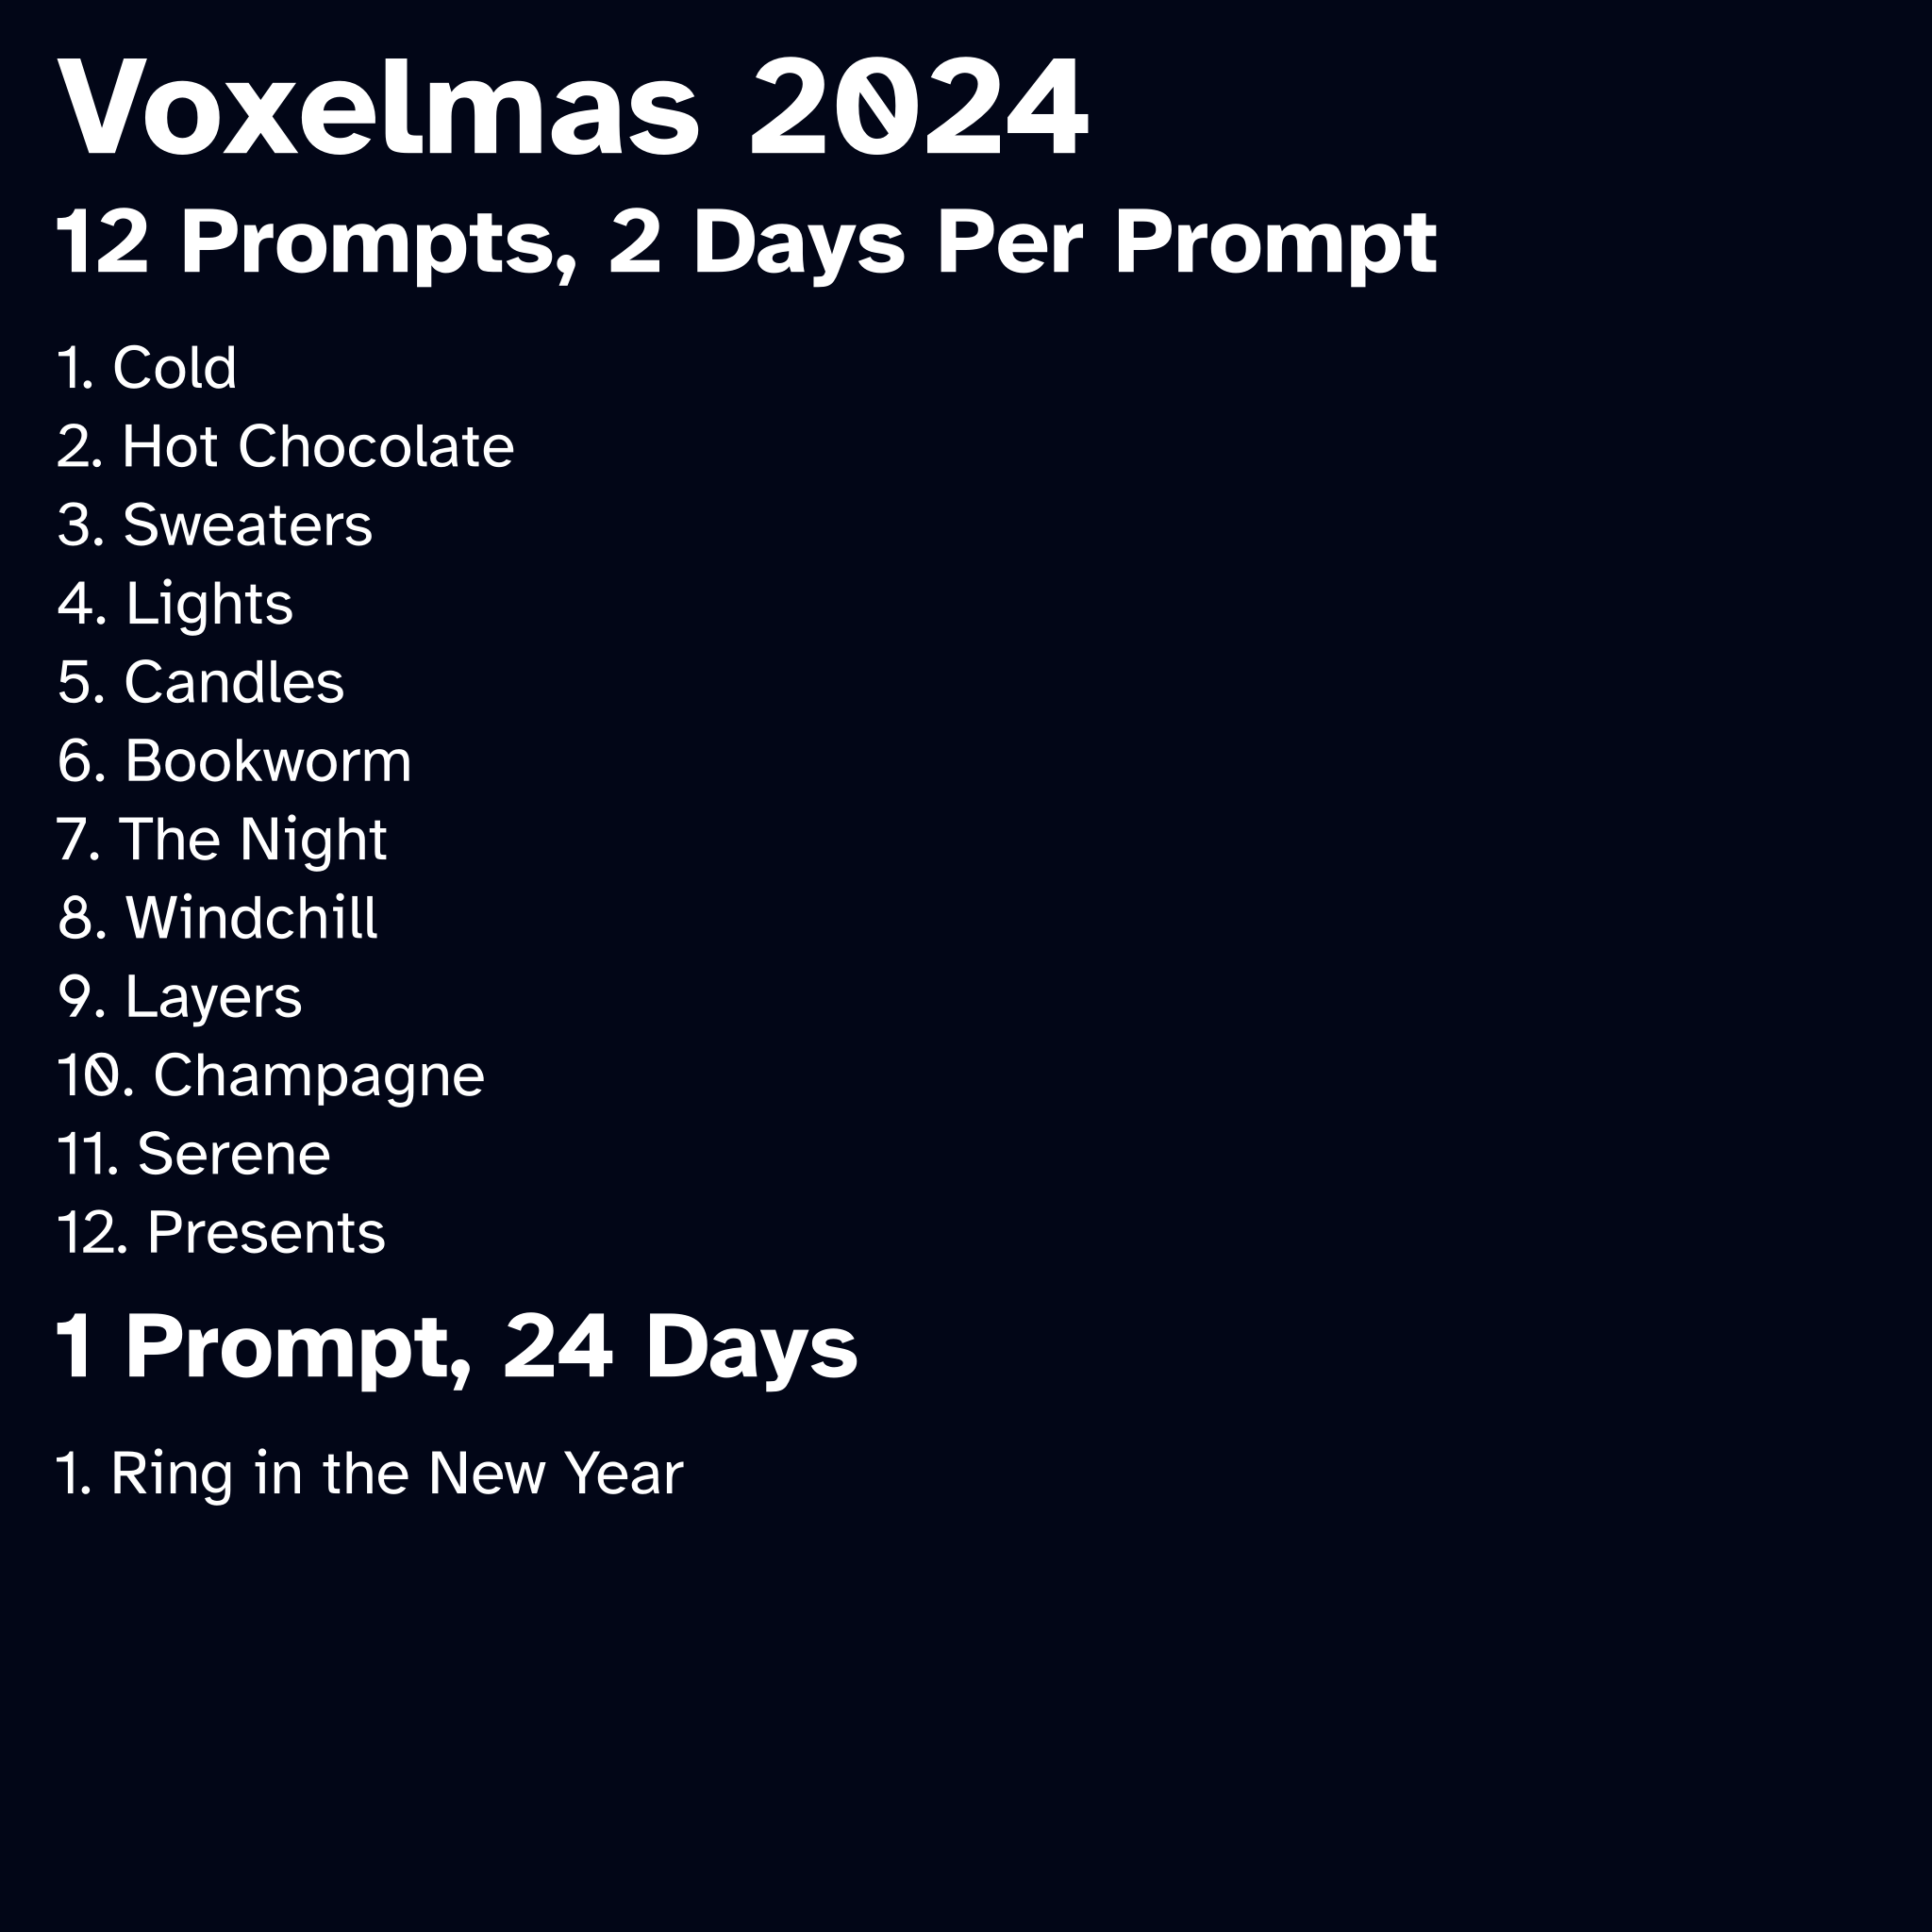 Voxelmas 2024
12 Prompts, 2 Days Per Prompt
1. Cold
2. Hot Chocolate
3. Sweaters
4. Lights
5. Candles
6. Bookworm
7. The Night
8. Windchill
9. Layers
10. Champagne
11. Serene
12. Presents
1 Prompt, 24 Days
1. Ring in the New Year